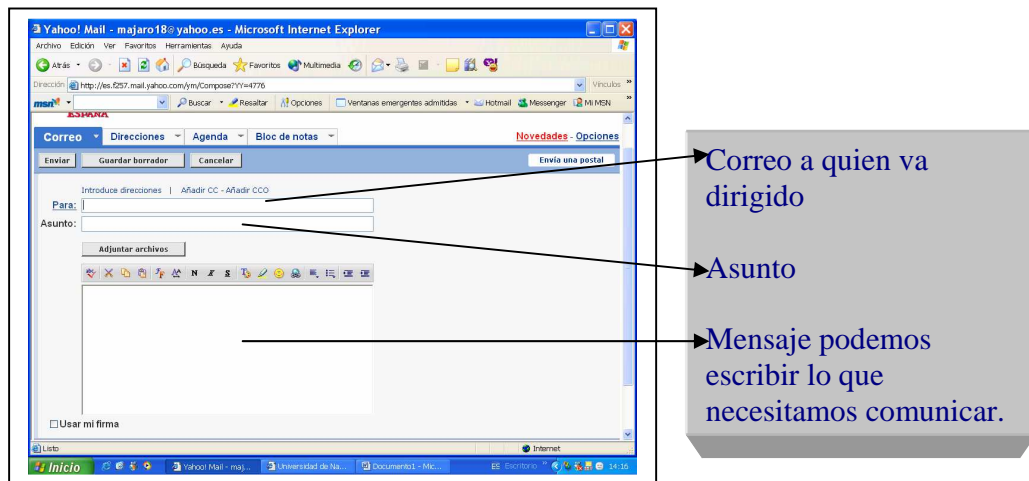 Yahoo! Mail - majaro18@yahoo.es - Microsoft Internet Explorer
Archivo Edición Ver Favoritos Herramientas Ayuda
Atrás Búsqueda Favoritos Multimedia
Dirección http://es.f257.mail.yahoo.com/ym/Compose?YY=4776 Vínculos »
msn Buscar Resaltar Opciones Ventanas emergentes admitidas Hotmail Messenger Mi MSN »
ESPAÑA
Correo Direcciones Agenda Bloc de notas Novedades - Opciones
Enviar Guardar borrador Cancelar Envía una postal
Introduce direcciones | Añadir CC - Añadir CCO
Para:
Asunto:
Adjuntar archivos
N K S
Usar mi firma
Listo Internet
Inicio Yahoo! Mail - maj... Universidad de Na... Documento1 - Mic... ES Escritorio » 14:16
Correo a quien va
dirigido
Asunto
Mensaje podemos
escribir lo que
necesitamos comunicar.